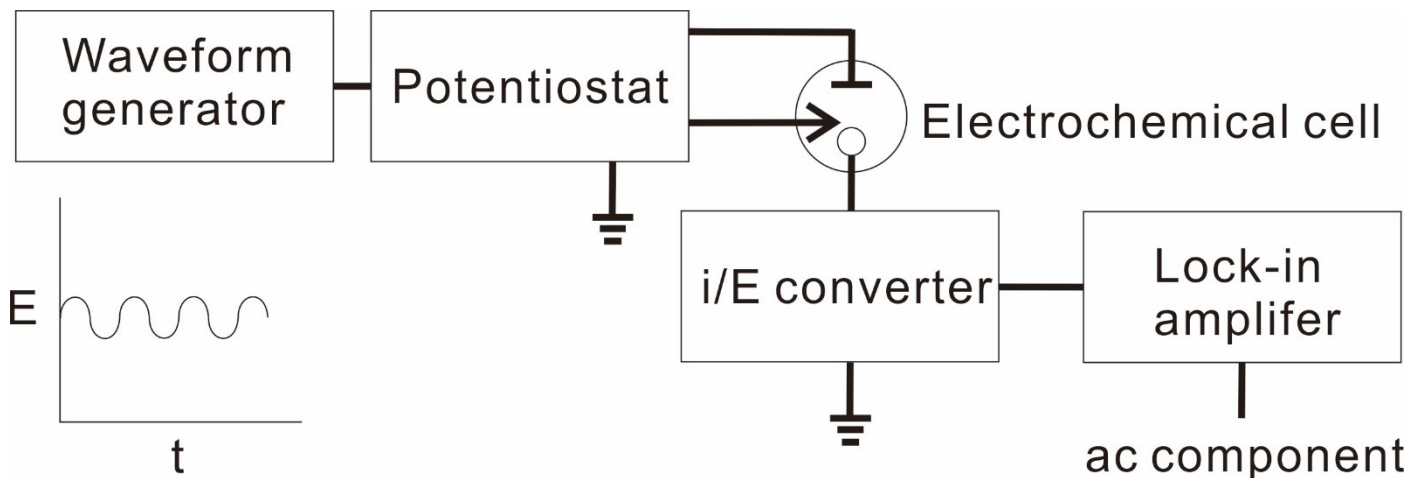 Waveform
generator
Potentiostat
Electrochemical cell
i/E converter
Lock-in
amplifer
ac component
E
t